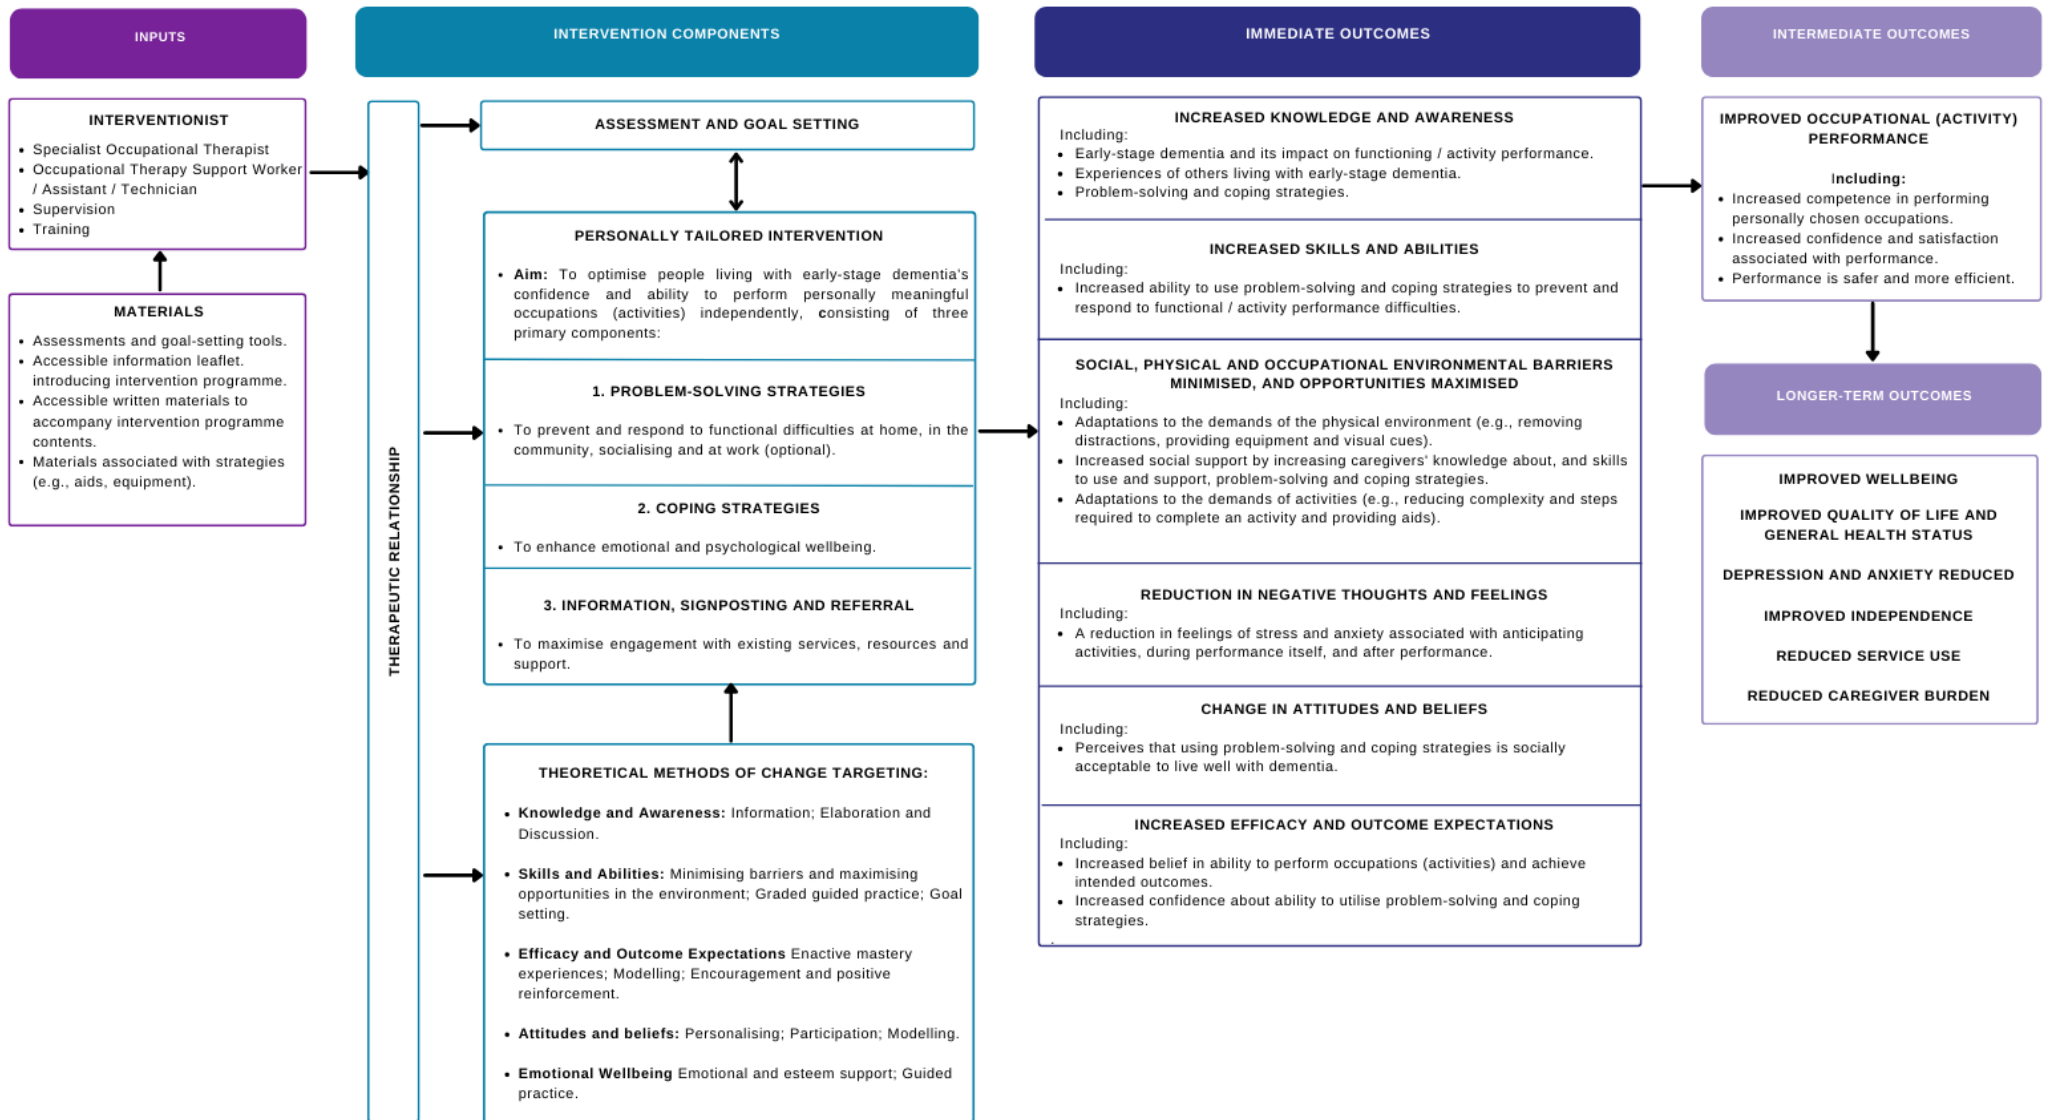 INPUTS
INTERVENTIONIST
• Specialist Occupational Therapist
• Occupational Therapy Support Worker
/ Assistant / Technician
• Supervision
• Training
MATERIALS
• Assessments and goal-setting tools.
• Accessible information leaflet.
introducing intervention programme.
• Accessible written materials to
accompany intervention programme
contents.
• Materials associated with strategies
(e.g., aids, equipment).
INTERVENTION COMPONENTS
THERAPEUTIC RELATIONSHIP
ASSESSMENT AND GOAL SETTING
PERSONALLY TAILORED INTERVENTION
• Aim: To optimise people living with early-stage dementia's
confidence and ability to perform personally meaningful
occupations (activities) independently, consisting of three
primary components:
1. PROBLEM-SOLVING STRATEGIES
• To prevent and respond to functional difficulties at home, in the
community, socialising and at work (optional).
2. COPING STRATEGIES
• To enhance emotional and psychological wellbeing.
3. INFORMATION, SIGNPOSTING AND REFERRAL
• To maximise engagement with existing services, resources and
support.
THEORETICAL METHODS OF CHANGE TARGETING:
• Knowledge and Awareness: Information; Elaboration and
Discussion.
• Skills and Abilities: Minimising barriers and maximising
opportunities in the environment; Graded guided practice; Goal
setting.
• Efficacy and Outcome Expectations Enactive mastery
experiences; Modelling; Encouragement and positive
reinforcement.
• Attitudes and beliefs: Personalising; Participation; Modelling.
• Emotional Wellbeing Emotional and esteem support; Guided
practice.
IMMEDIATE OUTCOMES
INCREASED KNOWLEDGE AND AWARENESS
Including:
• Early-stage dementia and its impact on functioning / activity performance.
• Experiences of others living with early-stage dementia.
• Problem-solving and coping strategies.
INCREASED SKILLS AND ABILITIES
Including:
• Increased ability to use problem-solving and coping strategies to prevent and
respond to functional / activity performance difficulties.
SOCIAL, PHYSICAL AND OCCUPATIONAL ENVIRONMENTAL BARRIERS
MINIMISED, AND OPPORTUNITIES MAXIMISED
Including:
• Adaptations to the demands of the physical environment (e.g., removing
distractions, providing equipment and visual cues).
• Increased social support by increasing caregivers' knowledge about, and skills
to use and support, problem-solving and coping strategies.
• Adaptations to the demands of activities (e.g., reducing complexity and steps
required to complete an activity and providing aids).
REDUCTION IN NEGATIVE THOUGHTS AND FEELINGS
Including:
• A reduction in feelings of stress and anxiety associated with anticipating
activities, during performance itself, and after performance.
CHANGE IN ATTITUDES AND BELIEFS
Including:
• Perceives that using problem-solving and coping strategies is socially
acceptable to live well with dementia.
INCREASED EFFICACY AND OUTCOME EXPECTATIONS
Including:
• Increased belief in ability to perform occupations (activities) and achieve
intended outcomes.
• Increased confidence about ability to utilise problem-solving and coping
strategies.
.
INTERMEDIATE OUTCOMES
IMPROVED OCCUPATIONAL (ACTIVITY)
PERFORMANCE
Including:
• Increased competence in performing
personally chosen occupations.
• Increased confidence and satisfaction
associated with performance.
• Performance is safer and more efficient.
LONGER-TERM OUTCOMES
IMPROVED WELLBEING
IMPROVED QUALITY OF LIFE AND
GENERAL HEALTH STATUS
DEPRESSION AND ANXIETY REDUCED
IMPROVED INDEPENDENCE
REDUCED SERVICE USE
REDUCED CAREGIVER BURDEN